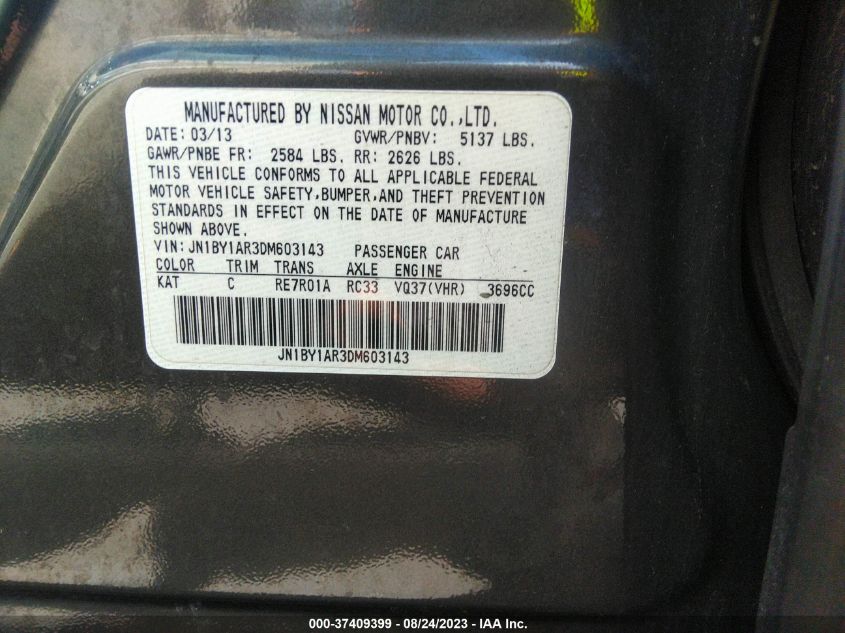 MANUFACTURED BY NISSAN MOTOR CO.,LTD.
DATE: 03/13 GVWR/PNBV: 5137 LBS.
GAWR/PNBE FR: 2584 LBS. RR: 2626 LBS.
THIS VEHICLE CONFORMS TO ALL APPLICABLE FEDERAL
MOTOR VEHICLE SAFETY,BUMPER,AND THEFT PREVENTION
STANDARDS IN EFFECT ON THE DATE OF MANUFACTURE
SHOWN ABOVE.
VIN: JN1BY1AR3DM603143 PASSENGER CAR
COLOR TRIM TRANS AXLE ENGINE
KAT C RE7R01A RC33 VQ37(VHR) 3696CC
JN1BY1AR3DM603143
000-37409399 - 08/24/2023 - IAA Inc.